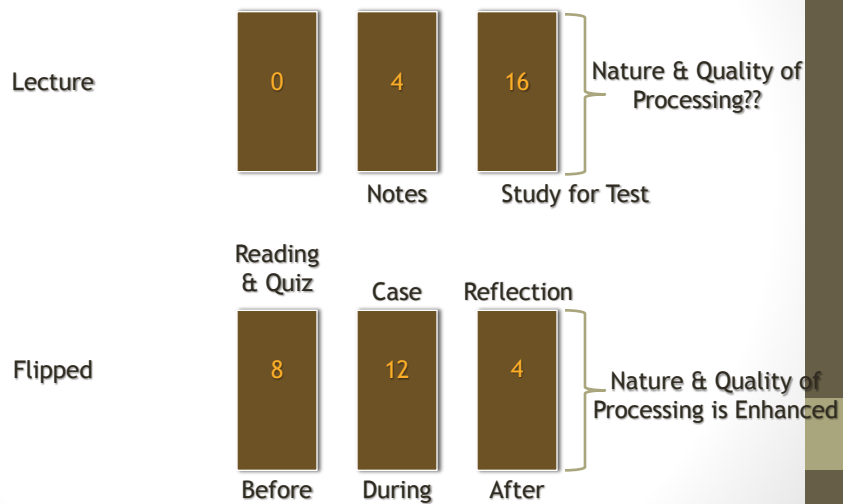 Lecture
0
4
16
Nature & Quality of
Processing??
Notes
Study for Test
Reading
& Quiz
Case
Reflection
Flipped
8
12
4
Nature & Quality of
Processing is Enhanced
Before
During
After